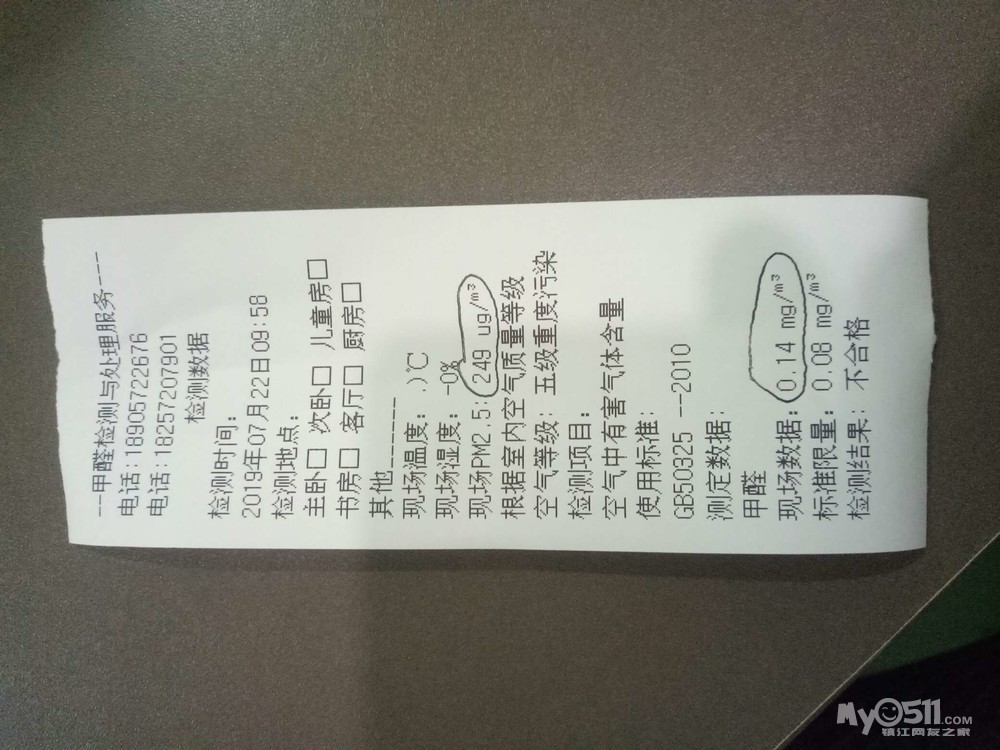 ---甲醛检测与处理服务---
电话:18905722676
电话:18257207901
检测数据
检测时间:
2019年07月22日09:58
检测地点:
主卧□ 次卧□ 儿童房□
书房□ 客厅□ 厨房□
其他________
现场温度: .)℃
现场湿度: -0%
现场PM2.5: 249 ug/m³
根据室内空气质量等级
空气等级: 五级重度污染
检测项目:
空气中有害气体含量
使用标准:
GB50325 --2010
测定数据:
甲醛
现场数据: 0.14 mg/m³
标准限量: 0.08 mg/m³
检测结果: 不合格
My0511.COM
镇江网友之家